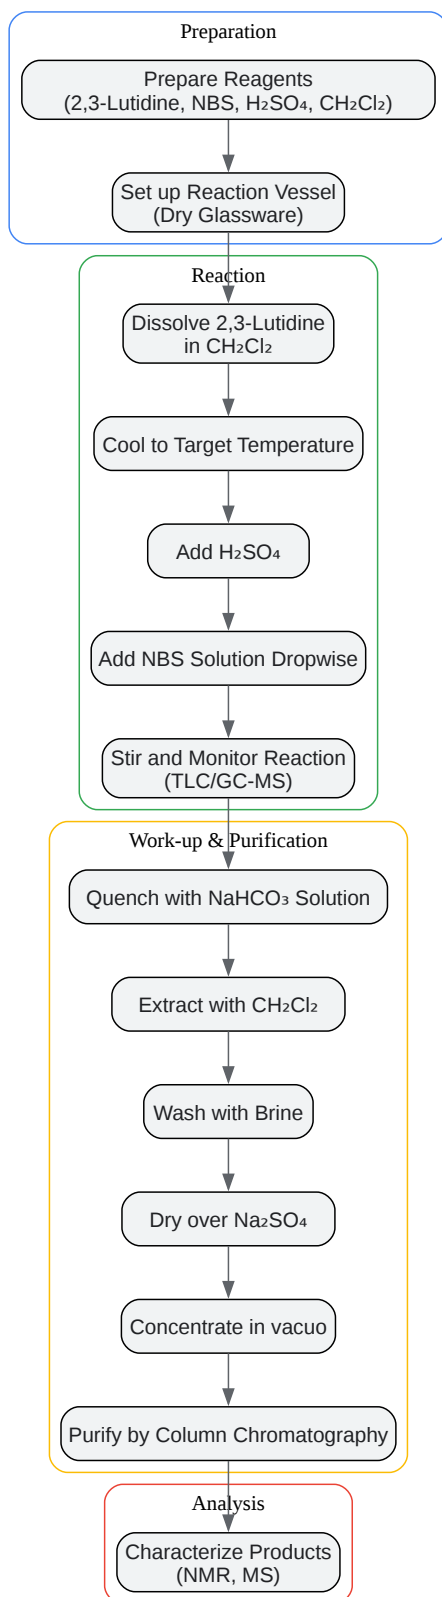 Preparation
Prepare Reagents
(2,3-Lutidine, NBS, H₂SO₄, CH₂Cl₂)
Set up Reaction Vessel
(Dry Glassware)
Reaction
Dissolve 2,3-Lutidine
in CH₂Cl₂
Cool to Target Temperature
Add H₂SO₄
Add NBS Solution Dropwise
Stir and Monitor Reaction
(TLC/GC-MS)
Work-up & Purification
Quench with NaHCO₃ Solution
Extract with CH₂Cl₂
Wash with Brine
Dry over Na₂SO₄
Concentrate in vacuo
Purify by Column Chromatography
Analysis
Characterize Products
(NMR, MS)